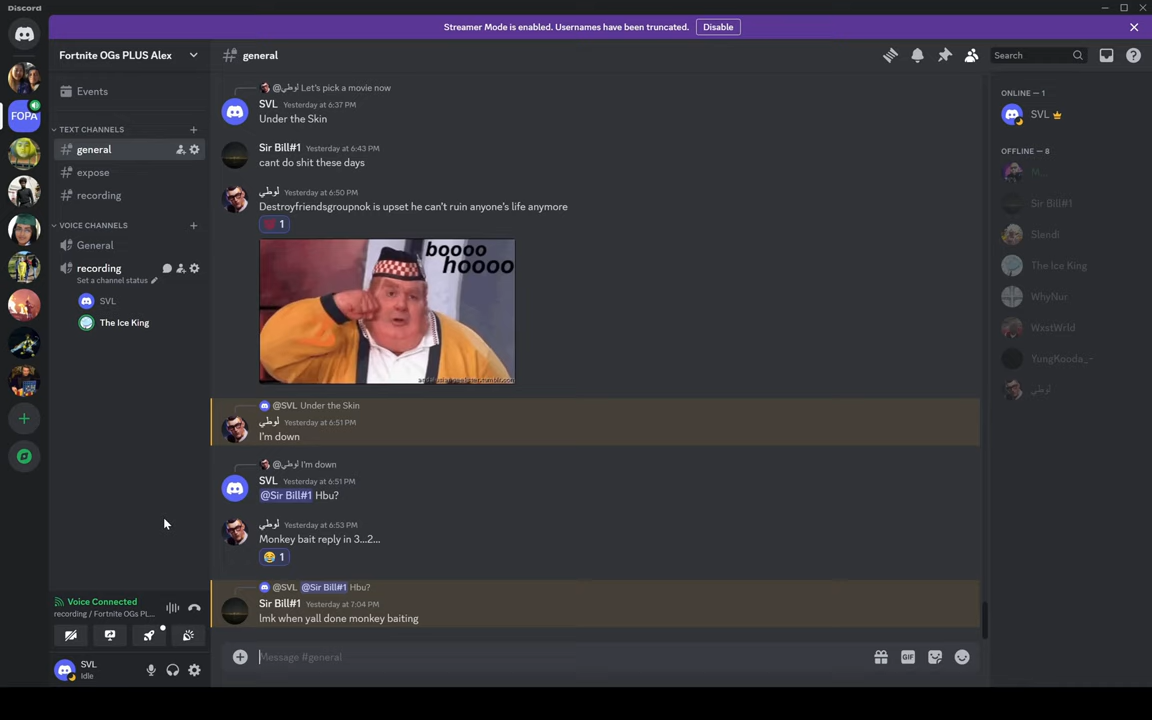 Discord
Streamer Mode is enabled. Usernames have been truncated.
Disable
Fortnite OGs PLUS Alex
general
Search
FOPA
Events
TEXT CHANNELS
general
expose
recording
VOICE CHANNELS
General
recording
Set a channel status
SVL
The Ice King
Voice Connected
recording / Fortnite OGs PL...
SVL
Idle
@لوطي Let's pick a movie now
SVL Yesterday at 6:37 PM
Under the Skin
Sir Bill#1 Yesterday at 6:43 PM
cant do shit these days
لوطي Yesterday at 6:50 PM
Destroyfriendsgroupnok is upset he can't ruin anyone's life anymore
1
boooo
hoooo
@SVL Under the Skin
لوطي Yesterday at 6:51 PM
I'm down
@لوطي I'm down
SVL Yesterday at 6:51 PM
@Sir Bill#1 Hbu?
لوطي Yesterday at 6:53 PM
Monkey bait reply in 3...2...
1
@SVL @Sir Bill#1 Hbu?
Sir Bill#1 Yesterday at 7:04 PM
lmk when yall done monkey baiting
Message #general
GIF
ONLINE — 1
SVL
OFFLINE — 8
M...
Sir Bill#1
Slendi
The Ice King
WhyNur
WxstWrld
YungKooda_-
لوطي